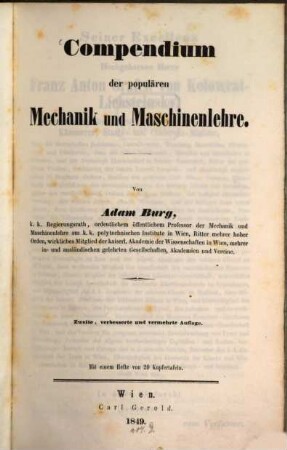 Compendium
der populären
Mechanik und Maschinenlehre.
Von
Adam Burg,
k. k. Regierungsrath, ordentlichem öffentlichem Professor der Mechanik und
Maschinenlehre am k. k. polytechnischen Institute in Wien, Ritter mehrer hoher
Orden, wirkliches Mitglied der kaiserl. Akademie der Wissenschaften in Wien, mehrer
in- und ausländischen gelehrten Gesellschaften, Akademien und Vereine.
Zweite, verbesserte und vermehrte Auflage.
Mit einem Hefte von 20 Kupfertafeln.
Wien.
Carl Gerold.
1849.